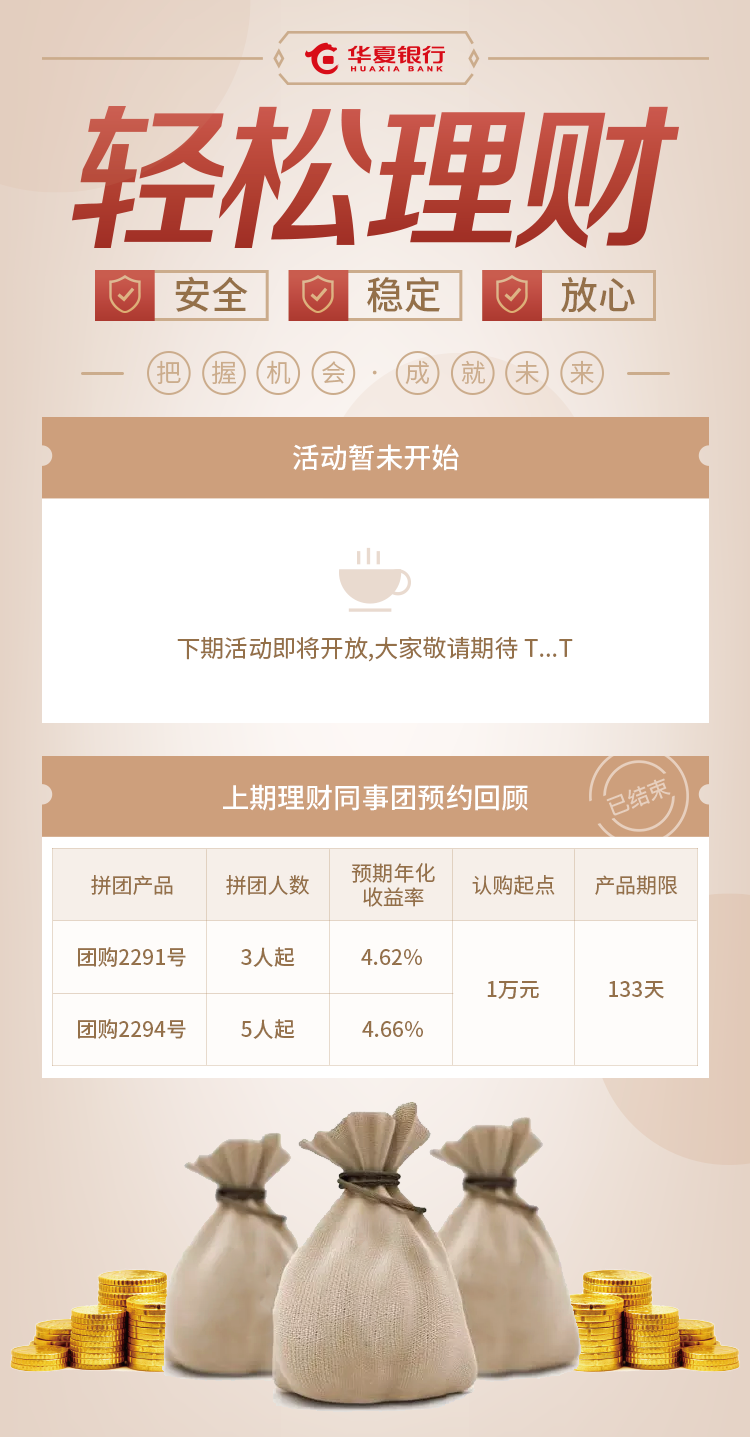 华夏银行
HUAXIA BANK
轻松理财
安全 稳定 放心
把握机会·成就未来
活动暂未开始
下期活动即将开放,大家敬请期待 T...T
上期理财同事团预约回顾
已结束
拼团产品 拼团人数 预期年化收益率 认购起点 产品期限
团购2291号 3人起 4.62% 1万元 133天
团购2294号 5人起 4.66%